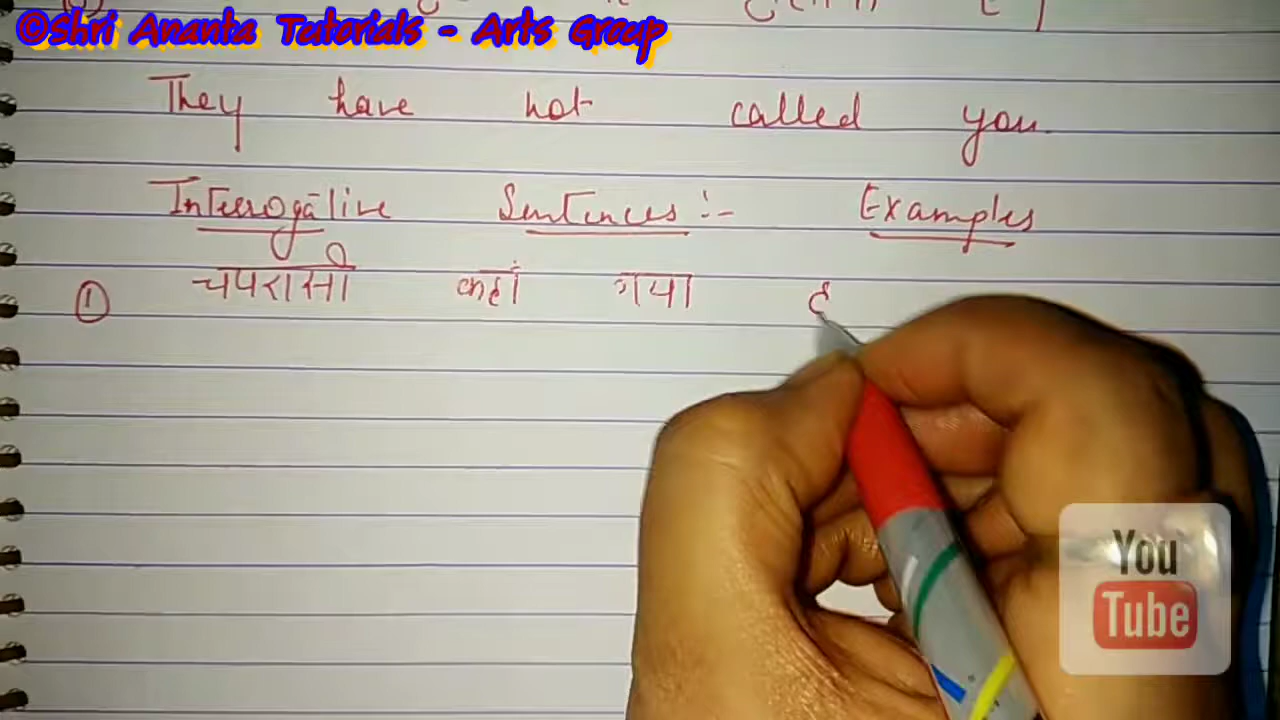 ©Shri Ananta Tutorials - Arts Group
They have not called you.
Interrogative Sentences :- Examples
① चपरासी कहां गया
You
Tube